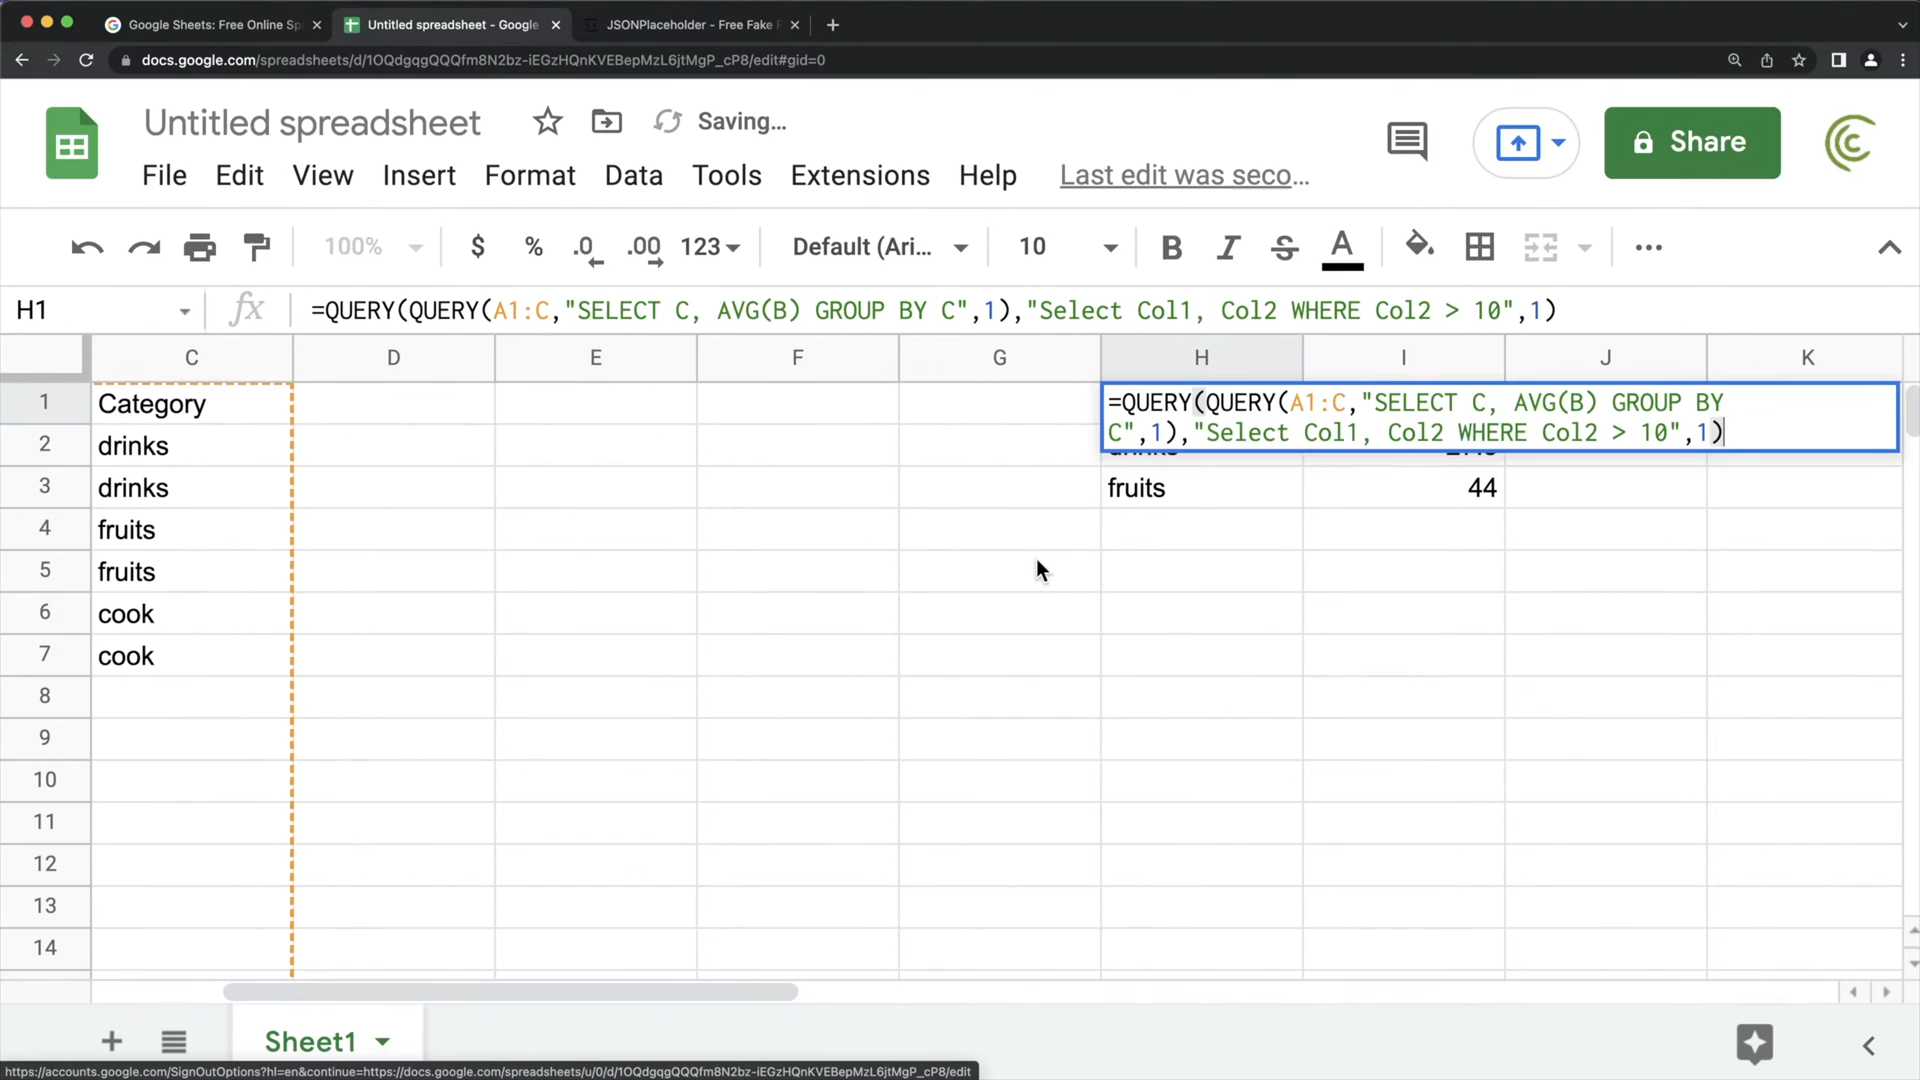 Google Sheets: Free Online Sp
Untitled spreadsheet - Google
JSONPlaceholder - Free Fake
docs.google.com/spreadsheets/d/1OQdgqgQQQfm8N2bz-iEGzHQnKVEBepMzL6jtMgP_cP8/edit#gid=0
Untitled spreadsheet
Saving...
Share
File Edit View Insert Format Data Tools Extensions Help Last edit was seco...
100% $ % .0 .00 123 Default (Ari... 10 B I S A
H1 fx =QUERY(QUERY(A1:C,"SELECT C, AVG(B) GROUP BY C",1),"Select Col1, Col2 WHERE Col2 > 10",1)
C D E F G H I J K
1 Category =QUERY(QUERY(A1:C,"SELECT C, AVG(B) GROUP BY
C",1),"Select Col1, Col2 WHERE Col2 > 10",1)
2 drinks drinks
3 drinks fruits 44
4 fruits
5 fruits
6 cook
7 cook
8
9
10
11
12
13
14
Sheet1
https://accounts.google.com/SignOutOptions?hl=en&continue=https://docs.google.com/spreadsheets/u/0/d/1OQdgqgQQQfm8N2bz-iEGzHQnKVEBepMzL6jtMgP_cP8/edit